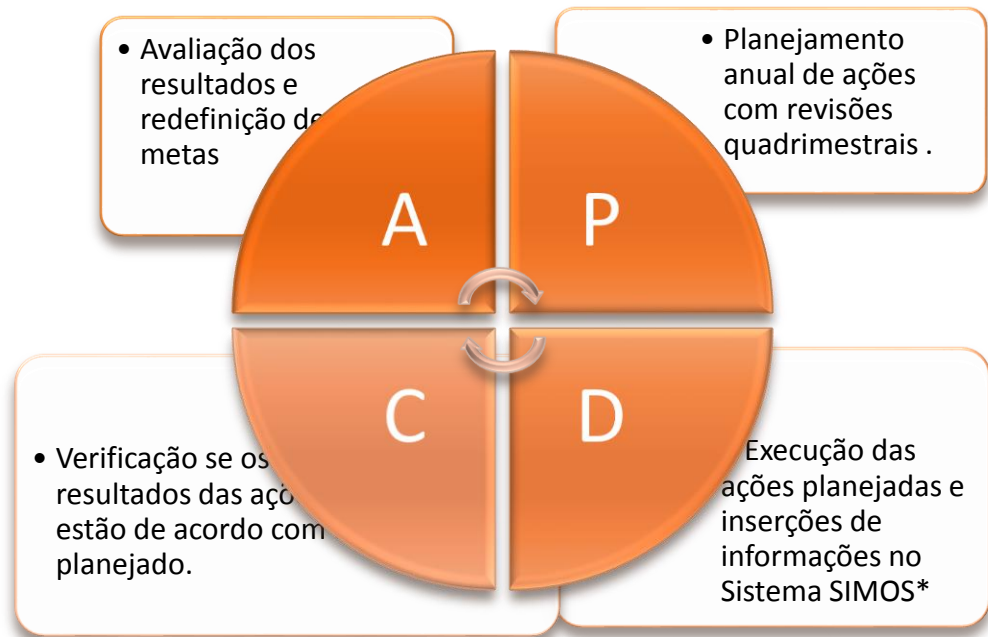 • Avaliação dos
resultados e
redefinição de
metas
• Planejamento
anual de ações
com revisões
quadrimestrais .
A
P
C
D
• Verificação se os
resultados das açõ
estão de acordo com
planejado.
Execução das
ações planejadas e
inserções de
informações no
Sistema SIMOS*